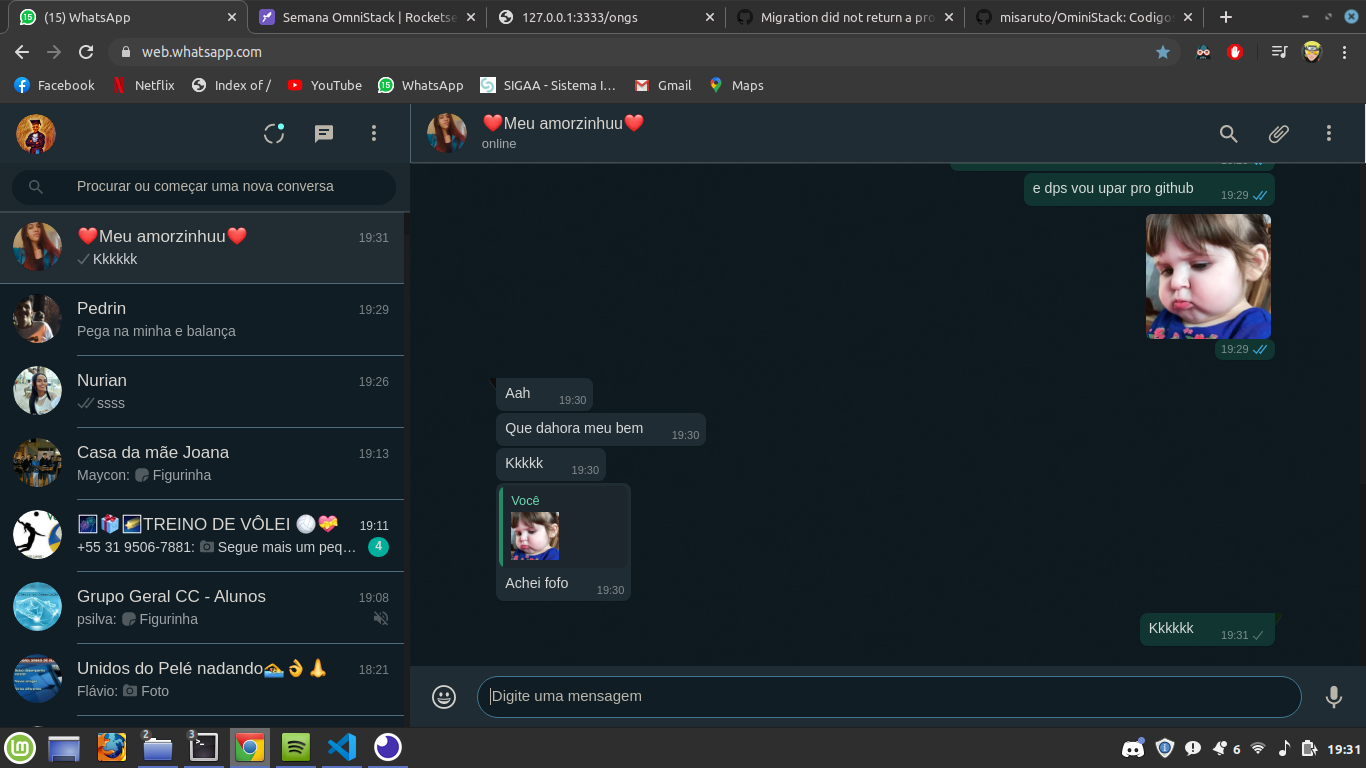 (15) WhatsApp
Semana OmniStack | Rocketse
127.0.0.1:3333/ongs
Migration did not return a pro
misaruto/OminiStack: Codigo
web.whatsapp.com
Facebook
Netflix
Index of /
YouTube
15
WhatsApp
SIGAA - Sistema I...
Gmail
Maps
❤️Meu amorzinhuu❤️
online
Procurar ou começar uma nova conversa
❤️Meu amorzinhuu❤️ 19:31
Kkkkkk
Pedrin 19:29
Pega na minha e balança
Nurian 19:26
ssss
Casa da mãe Joana 19:13
Maycon: Figurinha
🎆🎁🌠TREINO DE VÔLEI 🏐💝 19:11
+55 31 9506-7881: Segue mais um peq... 4
Grupo Geral CC - Alunos 19:08
psilva: Figurinha
Unidos do Pelé nadando🏊👌🙏 18:21
Flávio: Foto
e dps vou upar pro github 19:29
19:29
Aah 19:30
Que dahora meu bem 19:30
Kkkkk 19:30
Você
Achei fofo 19:30
Kkkkkk 19:31
Digite uma mensagem
2
3
6
19:31